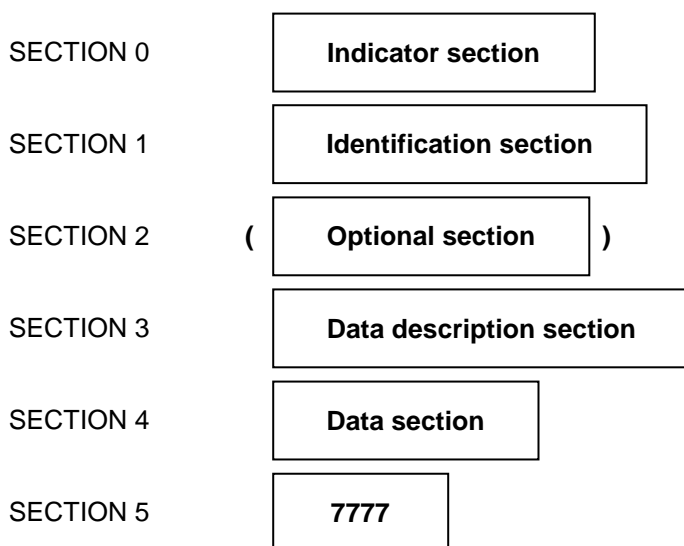 SECTION 0 Indicator section
SECTION 1 Identification section
SECTION 2 ( Optional section )
SECTION 3 Data description section
SECTION 4 Data section
SECTION 5 7777